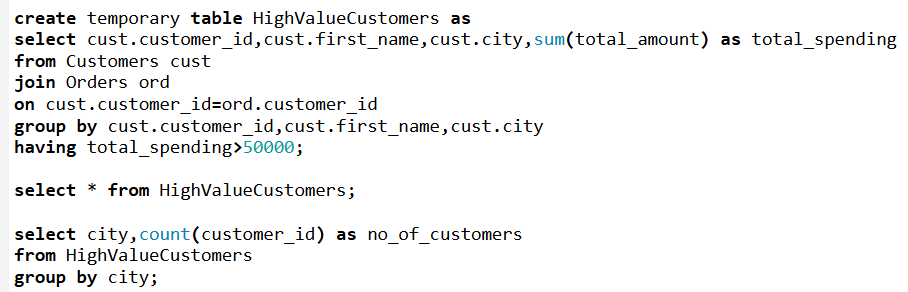 create temporary table HighValueCustomers as
select cust.customer_id,cust.first_name,cust.city,sum(total_amount) as total_spending
from Customers cust
join Orders ord
on cust.customer_id=ord.customer_id
group by cust.customer_id,cust.first_name,cust.city
having total_spending>50000;

select * from HighValueCustomers;

select city,count(customer_id) as no_of_customers
from HighValueCustomers
group by city;